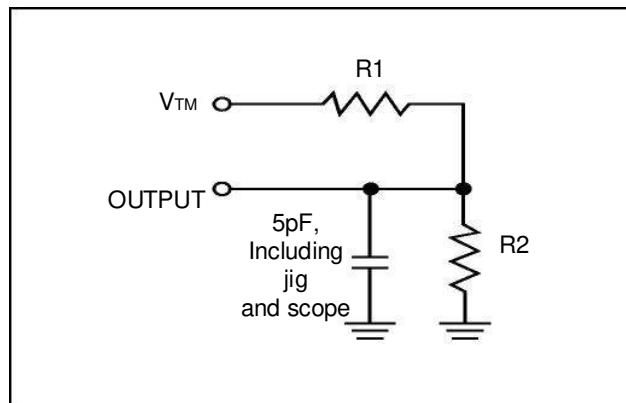 R1
VTM
OUTPUT
5pF,
Including
jig
and scope
R2